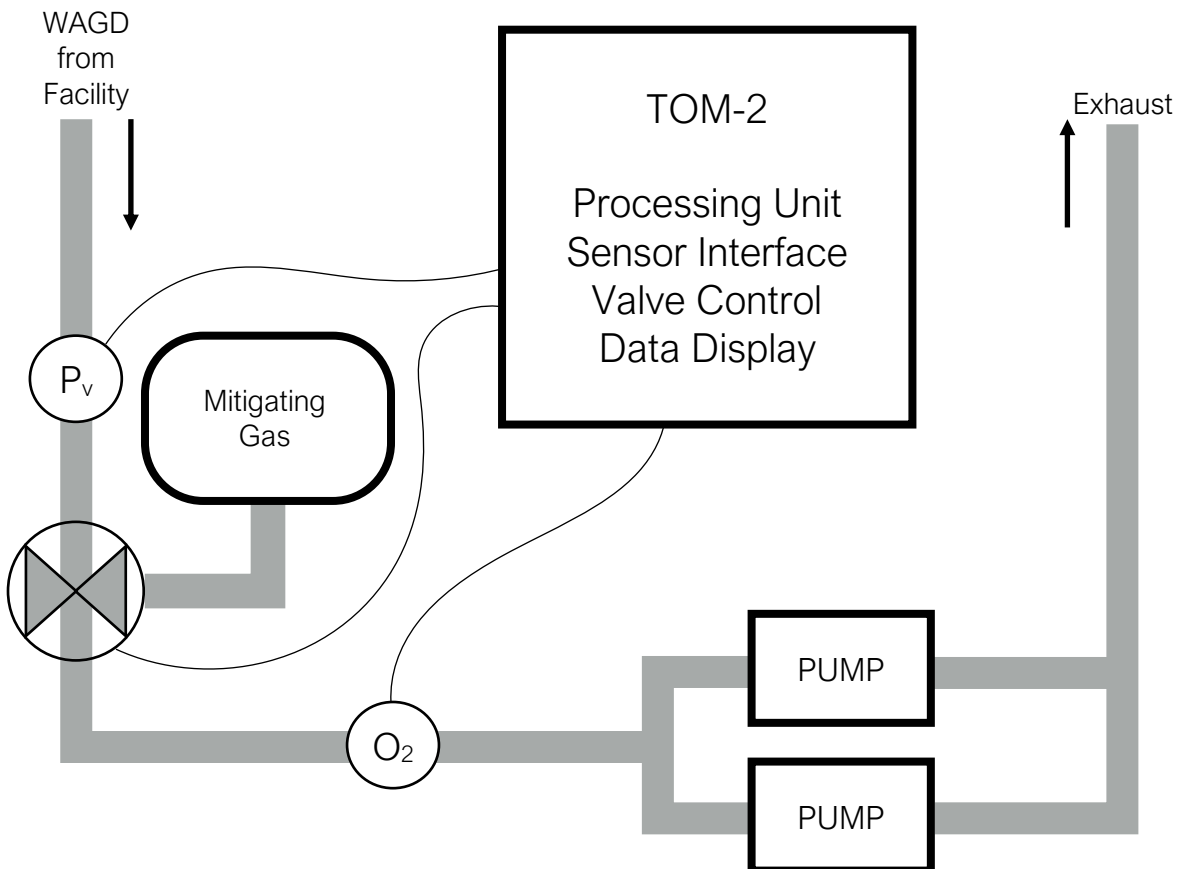 WAGD
from
Facility
TOM-2
Processing Unit
Sensor Interface
Valve Control
Data Display
Exhaust
Pv
Mitigating
Gas
O2
PUMP
PUMP